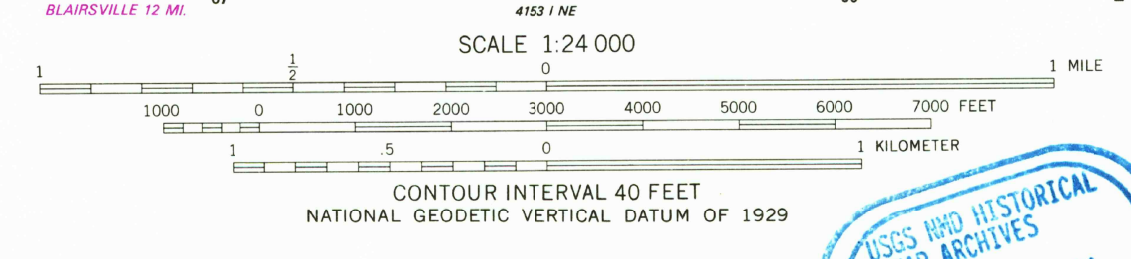 BLAIRSVILLE 12 MI.
4153 I NE
SCALE 1:24 000
1 1/2 0 1 MILE
1000 0 1000 2000 3000 4000 5000 6000 7000 FEET
1 .5 0 1 KILOMETER
CONTOUR INTERVAL 40 FEET
NATIONAL GEODETIC VERTICAL DATUM OF 1929
USGS NMD HISTORICAL
ARCHIVES